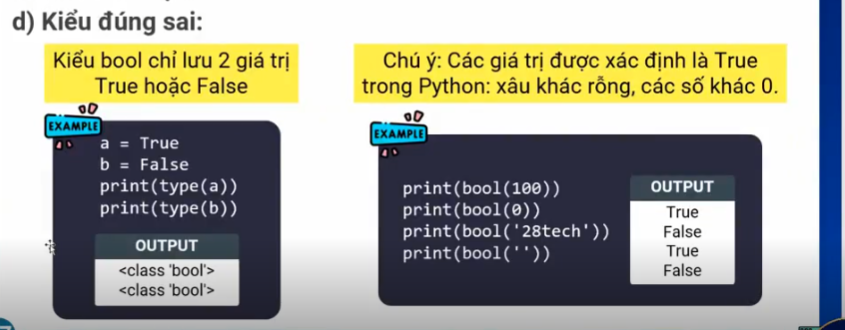 d) Kiểu đúng sai:
Kiểu bool chỉ lưu 2 giá trị
True hoặc False
EXAMPLE
a = True
b = False
print(type(a))
print(type(b))
OUTPUT
<class 'bool'>
<class 'bool'>
Chú ý: Các giá trị được xác định là True
trong Python: xâu khác rỗng, các số khác 0.
EXAMPLE
print(bool(100))
print(bool(0))
print(bool('28tech'))
print(bool(''))
OUTPUT
True
False
True
False